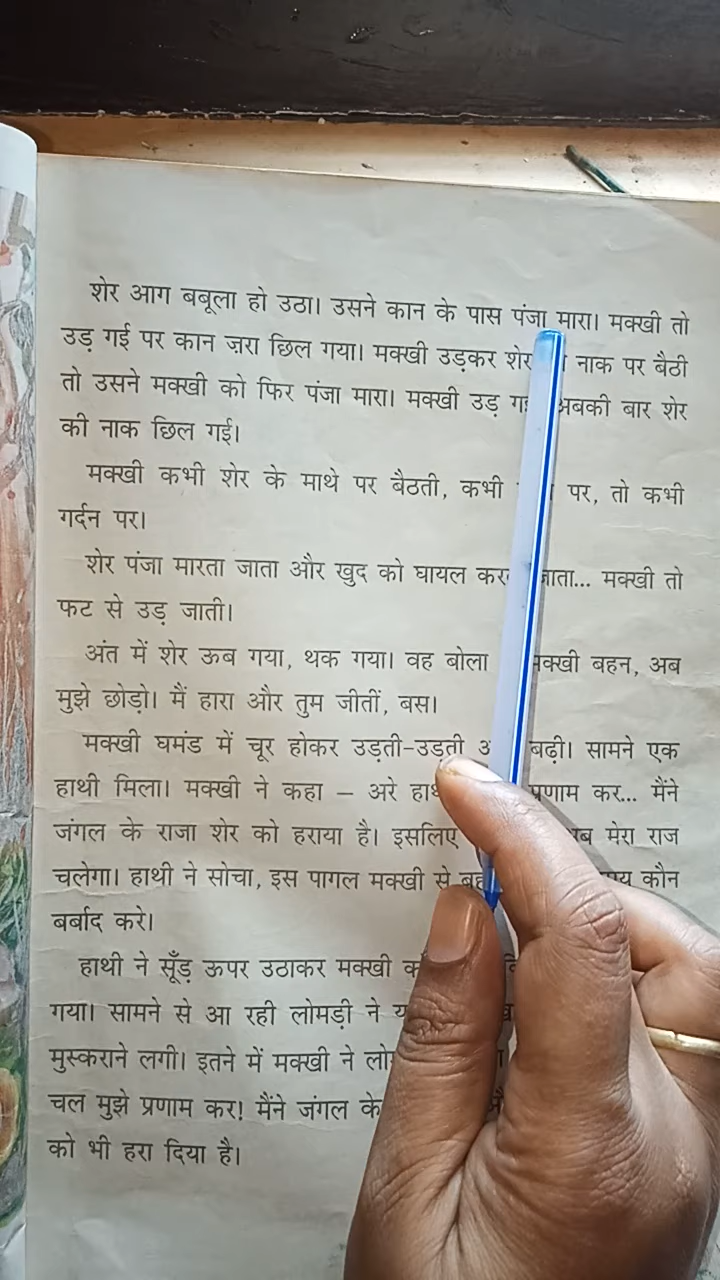 शेर आग बबूला हो उठा। उसने कान के पास पंजा मारा। मक्खी तो
उड़ गई पर कान ज़रा छिल गया। मक्खी उड़कर शेर नाक पर बैठी
तो उसने मक्खी को फिर पंजा मारा। मक्खी उड़ अबकी बार शेर
की नाक छिल गई।
मक्खी कभी शेर के माथे पर बैठती, कभी पर, तो कभी
गर्दन पर।
शेर पंजा मारता जाता और खुद को घायल जाता... मक्खी तो
फट से उड़ जाती।
अंत में शेर ऊब गया, थक गया। वह बोला मक्खी बहन, अब
मुझे छोड़ो। मैं हारा और तुम जीतीं, बस।
मक्खी घमंड में चूर होकर उड़ती-उड़ती बढ़ी। सामने एक
हाथी मिला। मक्खी ने कहा – अरे प्रणाम कर... मैंने
जंगल के राजा शेर को हराया है। इसलिए मेरा राज
चलेगा। हाथी ने सोचा, इस पागल मक्खी से कौन
बर्बाद करे।
हाथी ने सूँड़ ऊपर उठाकर मक्खी
गया। सामने से आ रही लोमड़ी ने
मुस्कराने लगी। इतने में मक्खी ने
चल मुझे प्रणाम कर! मैंने जंगल के
को भी हरा दिया है।